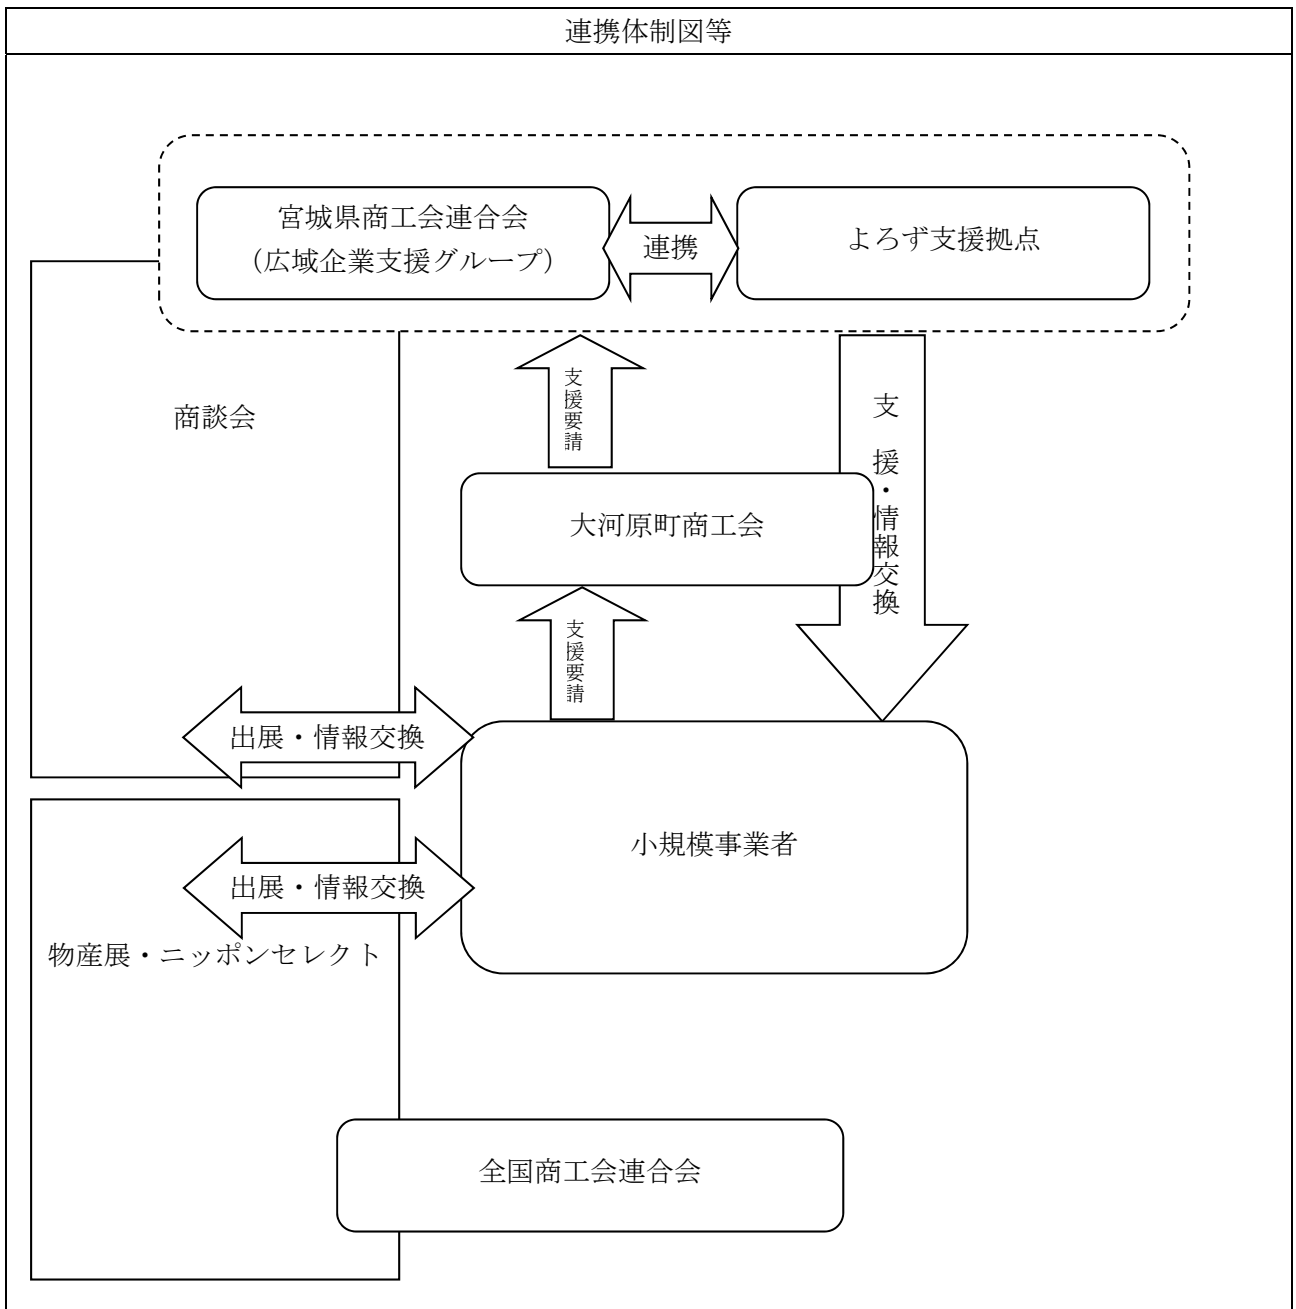 連携体制図等
宮城県商工会連合会
（広域企業支援グループ）
連携
よろず支援拠点
商談会
支援要請
支　援・情報交換
大河原町商工会
支援要請
出展・情報交換
小規模事業者
出展・情報交換
物産展・ニッポンセレクト
全国商工会連合会